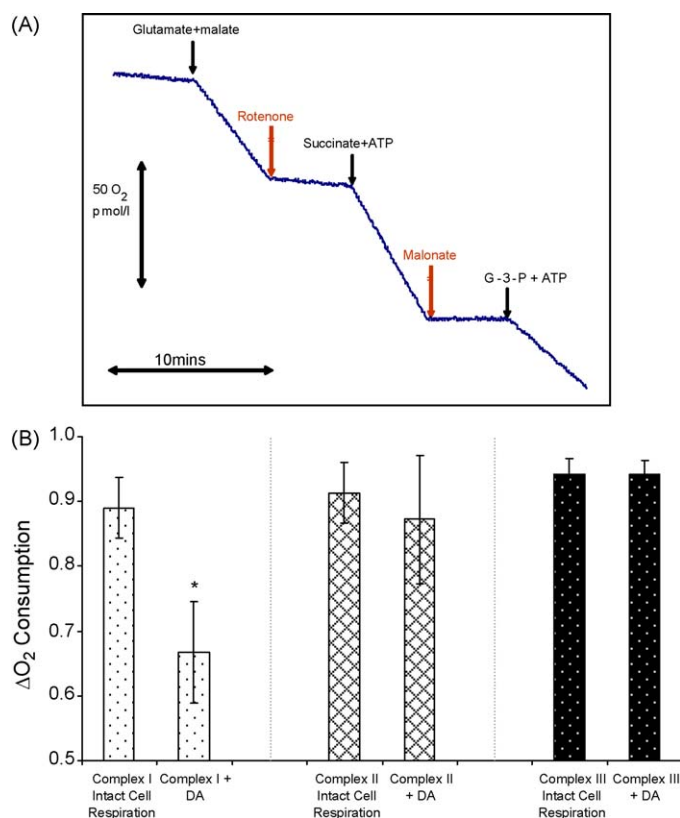 (A)
Glutamate+malate
Rotenone
Succinate+ATP
50 O2
pmol/l
Malonate
G-3-P + ATP
10mins
(B)
1.0
0.9
0.8
0.7
0.6
0.5
ΔO2 Consumption
*
Complex I
Intact Cell
Respiration
Complex I +
DA
Complex II
Intact Cell
Respiration
Complex II
+ DA
Complex III
Intact Cell
Respiration
Complex III
+ DA